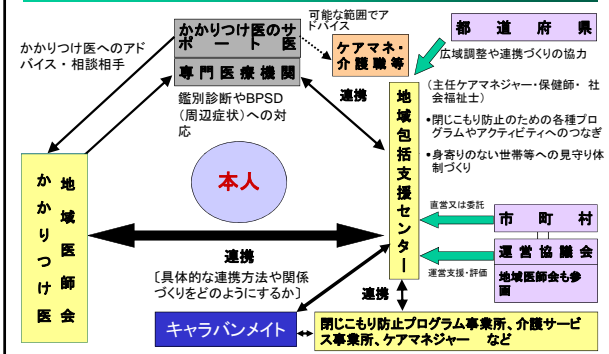 かかりつけ医のサ
ポート医
専門医療機関
可能な範囲でア
ドバイス
ケアマネ・
介護職等
都道府県
広域調整や連携づくりの協力
かかりつけ医へのアド
バイス・相談相手
鑑別診断やBPSD
(周辺症状)への対
応
連携
地域包括支援センター
(主任ケアマネジャー・保健師・ 社
会福祉士)
•閉じこもり防止のための各種プロ
グラムやアクティビティへのつなぎ
•身寄りのない世帯等への見守り体
制づくり
本人
地域医師会
かかりつけ医
直営又は委託
市町村
運営協議会
地域医師会も参
画
運営支援・評価
連携
〔具体的な連携方法や関係
づくりをどのようにするか〕
連携
キャラバンメイト
閉じこもり防止プログラム事業所、介護サービ
ス事業所、ケアマネジャー など